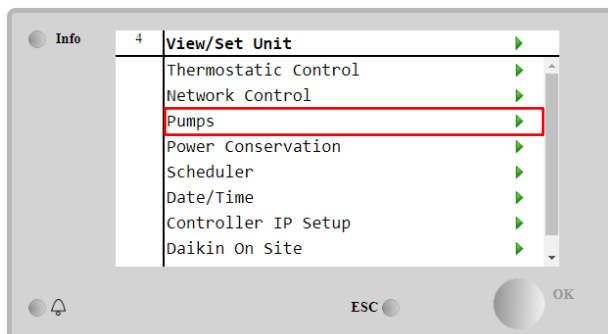 Info
4 View/Set Unit
Thermostatic Control
Network Control
Pumps
Power Conservation
Scheduler
Date/Time
Controller IP Setup
Daikin On Site
ESC
OK